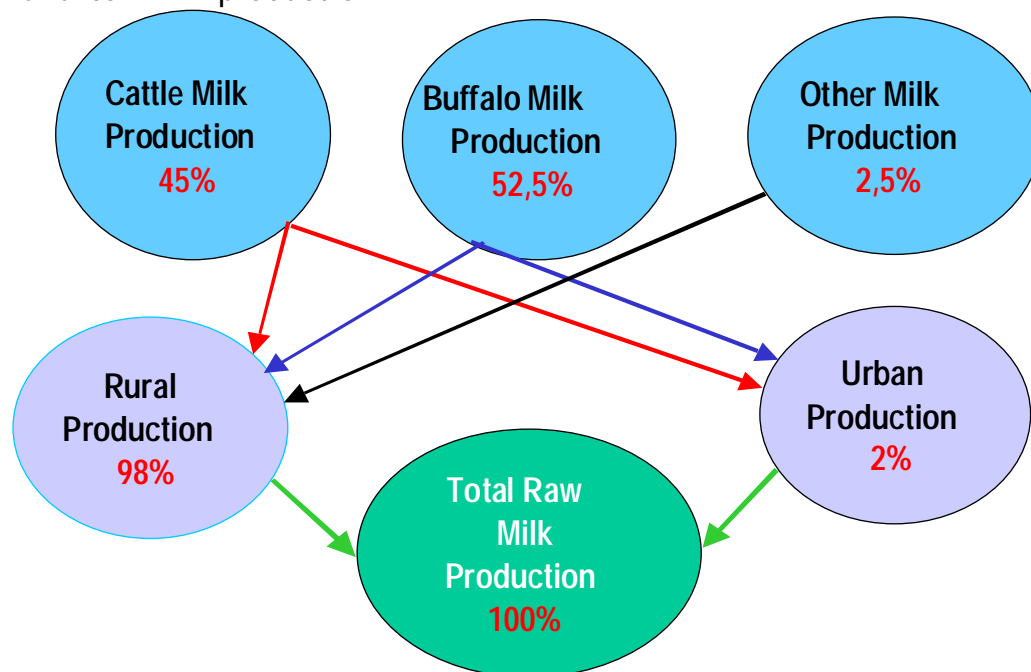 Cattle Milk
Production
45%
Buffalo Milk
Production
52,5%
Other Milk
Production
2,5%
Rural
Production
98%
Urban
Production
2%
Total Raw
Milk
Production
100%